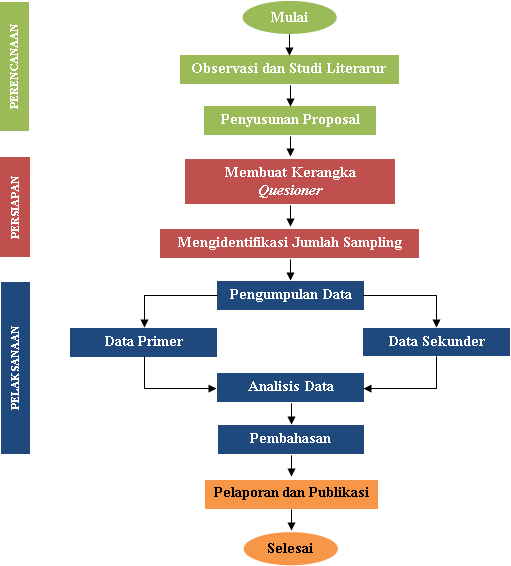 PERENCANAAN
Mulai
Observasi dan Studi Literarur
Penyusunan Proposal
PERSIAPAN
Membuat Kerangka
Quesioner
Mengidentifikasi Jumlah Sampling
PELAKSANAAN
Pengumpulan Data
Data Primer
Data Sekunder
Analisis Data
Pembahasan
Pelaporan dan Publikasi
Selesai